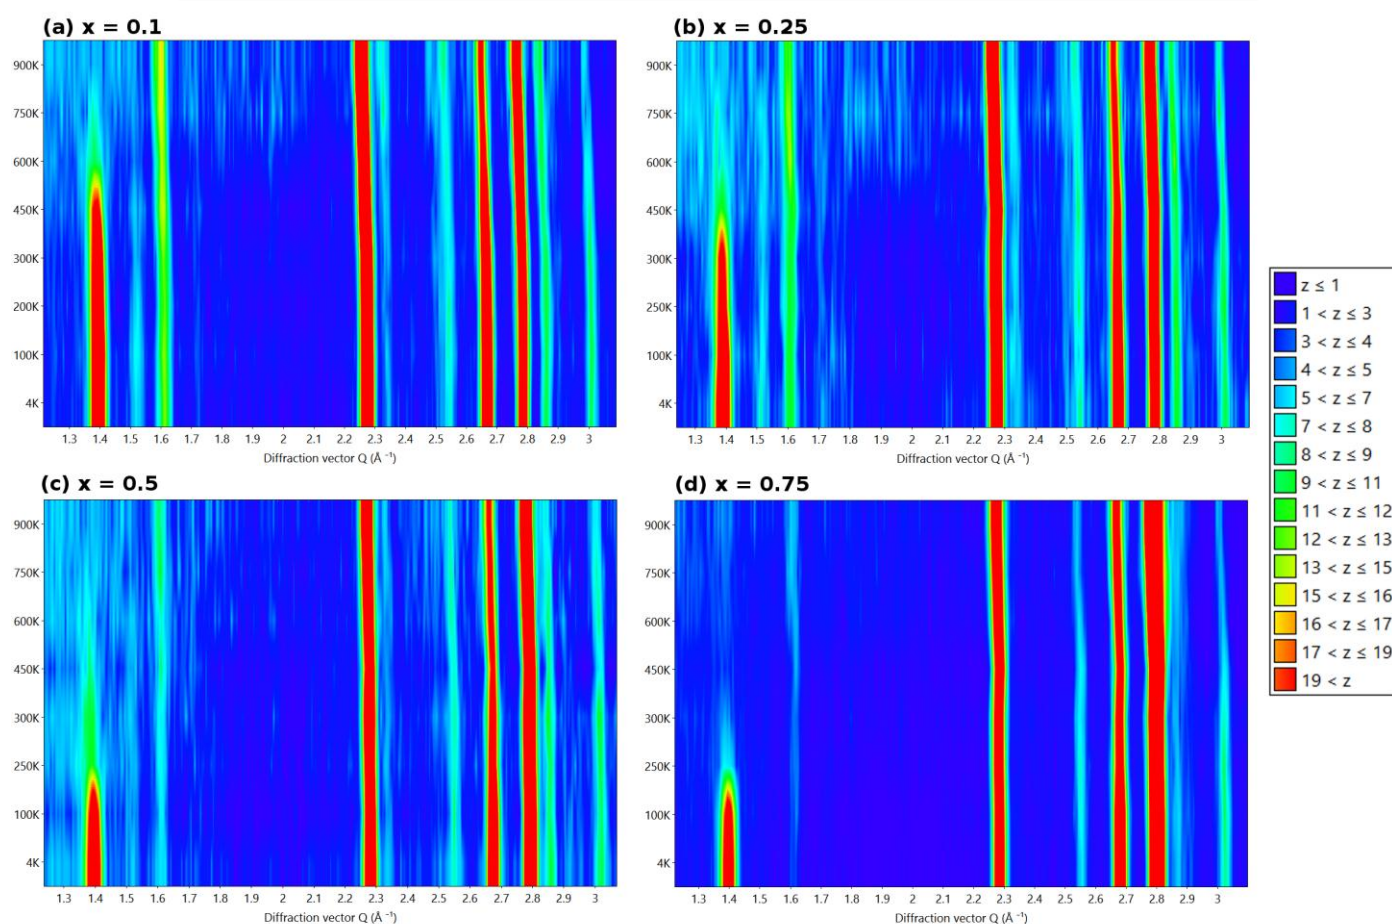 (a) x = 0.1
900K
750K
600K
450K
300K
200K
100K
4K
1.3 1.4 1.5 1.6 1.7 1.8 1.9 2 2.1 2.2 2.3 2.4 2.5 2.6 2.7 2.8 2.9 3
Diffraction vector Q (Å ⁻¹)
(b) x = 0.25
900K
750K
600K
450K
300K
250K
100K
4K
1.3 1.4 1.5 1.6 1.7 1.8 1.9 2 2.1 2.2 2.3 2.4 2.5 2.6 2.7 2.8 2.9 3
Diffraction vector Q (Å ⁻¹)
(c) x = 0.5
900K
750K
600K
450K
300K
250K
100K
4K
1.3 1.4 1.5 1.6 1.7 1.8 1.9 2 2.1 2.2 2.3 2.4 2.5 2.6 2.7 2.8 2.9 3
Diffraction vector Q (Å ⁻¹)
(d) x = 0.75
900K
750K
600K
450K
300K
250K
100K
4K
1.3 1.4 1.5 1.6 1.7 1.8 1.9 2 2.1 2.2 2.3 2.4 2.5 2.6 2.7 2.8 2.9 3
Diffraction vector Q (Å ⁻¹)
z ≤ 1
1 < z ≤ 3
3 < z ≤ 4
4 < z ≤ 5
5 < z ≤ 7
7 < z ≤ 8
8 < z ≤ 9
9 < z ≤ 11
11 < z ≤ 12
12 < z ≤ 13
13 < z ≤ 15
15 < z ≤ 16
16 < z ≤ 17
17 < z ≤ 19
19 < z